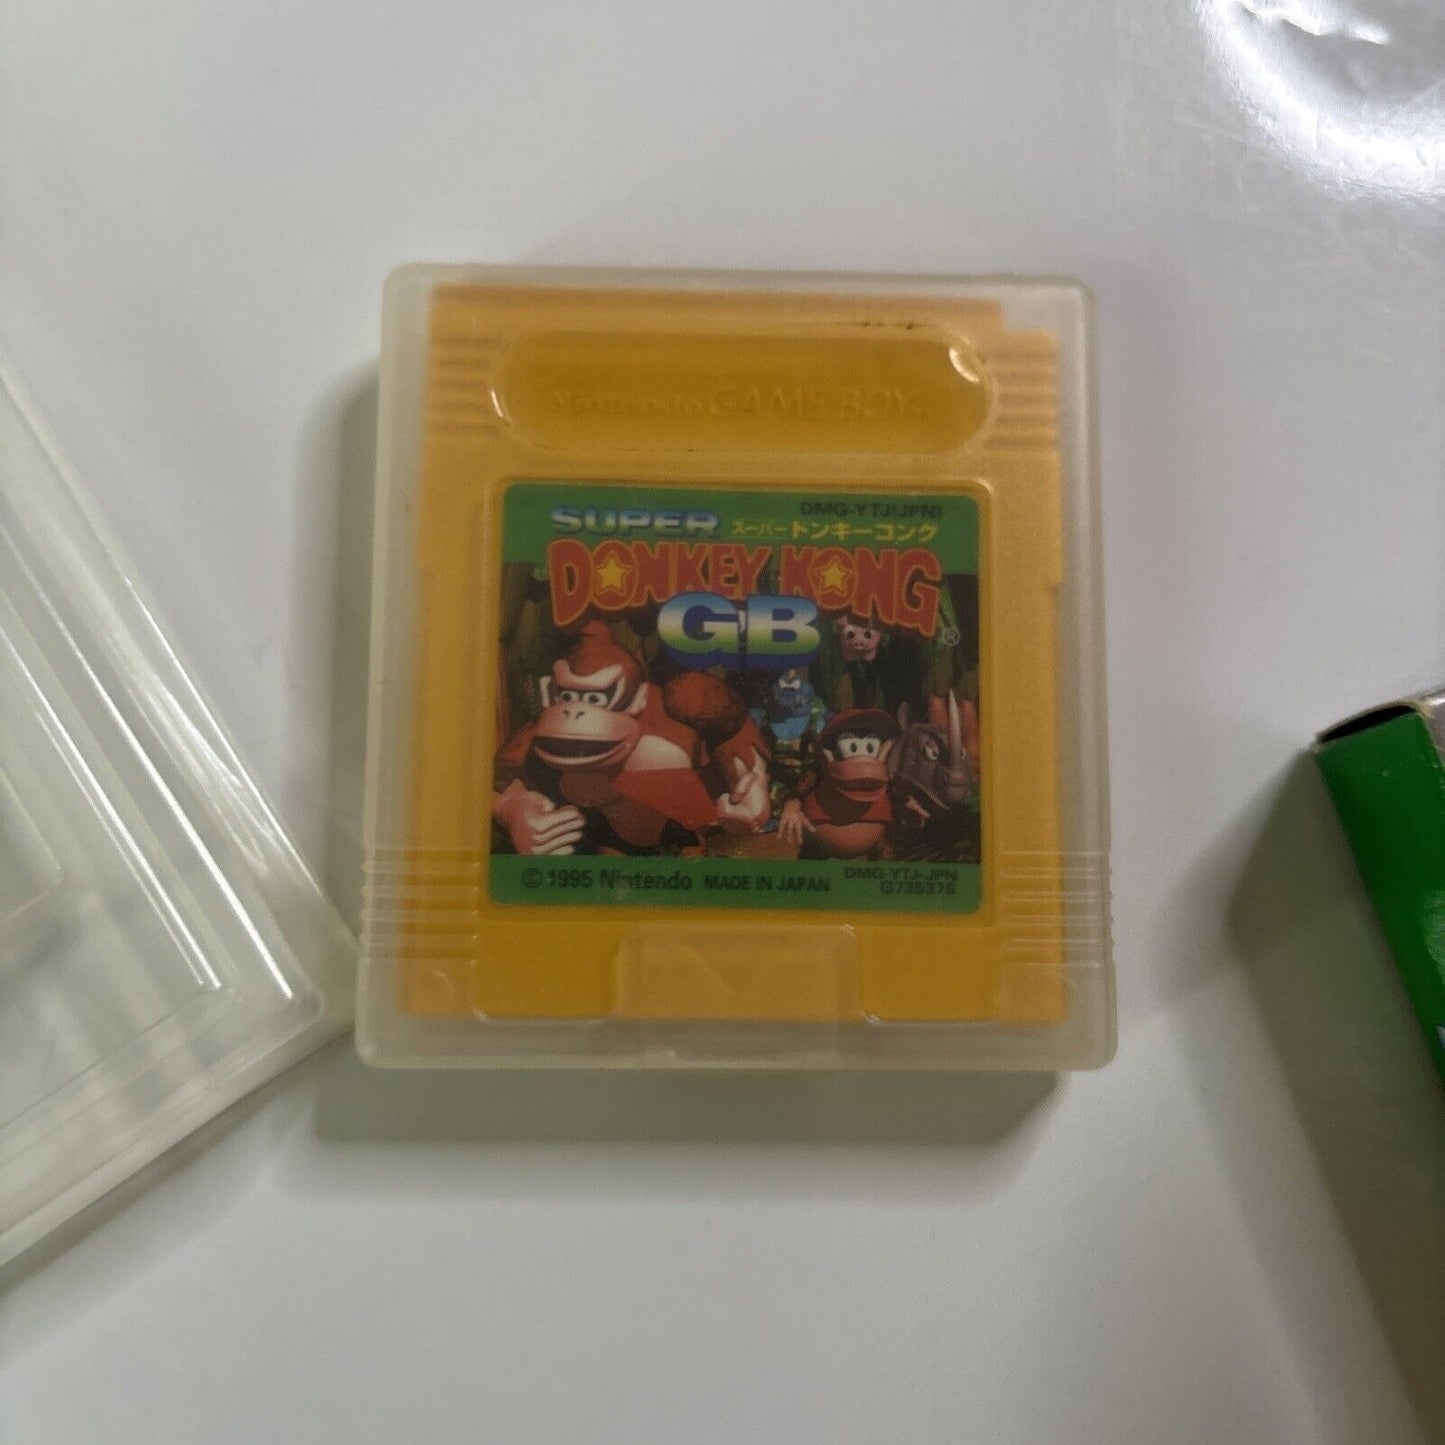 Nintendo GAME BOY
DMG-YTJ(JPN)
SUPER スーパードンキーコング
DONKEY KONG
GB
®
© 1995 Nintendo MADE IN JAPAN
DMG-YTJ-JPN
G735376